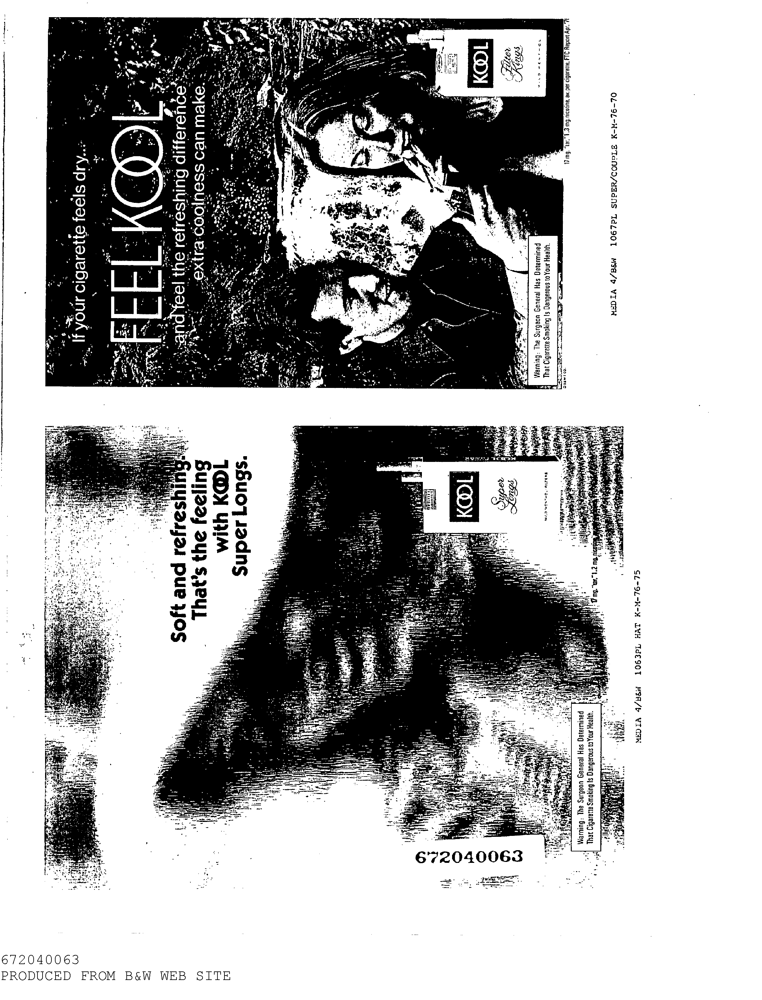 If your cigarette feels dry...
FEEL KOOL
and feel the refreshing difference
extra coolness can make.
KOOL
Filter
Kings
Warning: The Surgeon General Has Determined
That Cigarette Smoking Is Dangerous to Your Health.
17 mg. "tar," 1.3 mg. nicotine, av. per cigarette, FTC Report Apr.
MEDIA 4/B&W 1067PL SUPER/COUPLE K-M-76-70
Soft and refreshing.
That's the feeling
with KOOL
Super Longs.
KOOL
Super
Longs
Warning: The Surgeon General Has Determined
That Cigarette Smoking Is Dangerous to Your Health.
17 mg. "tar," 1.2 mg.
MEDIA 4/B&W 1063PL HAT K-M-76-75
672040063
672040063
PRODUCED FROM B&W WEB SITE